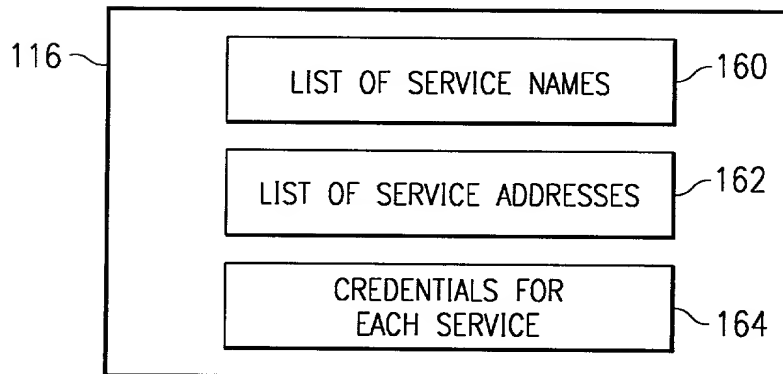 116
LIST OF SERVICE NAMES
160
LIST OF SERVICE ADDRESSES
162
CREDENTIALS FOR
EACH SERVICE
164